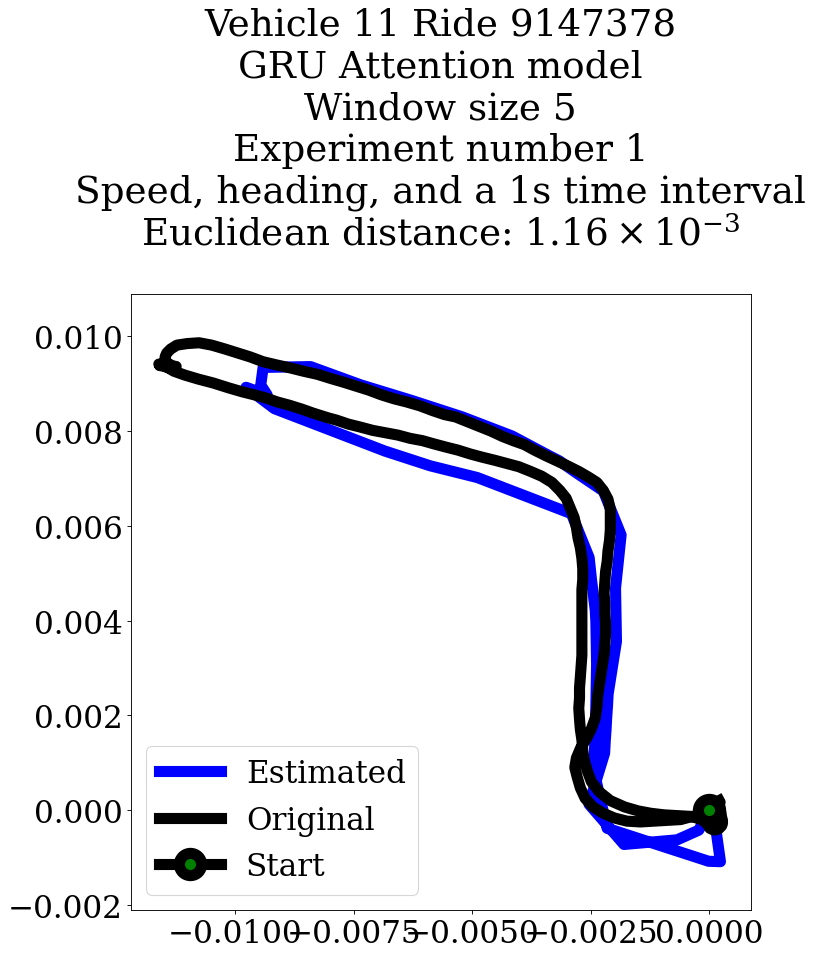 Vehicle 11 Ride 9147378
GRU Attention model
Window size 5
Experiment number 1
Speed, heading, and a 1s time interval
Euclidean distance: 1.16 × 10⁻³
0.010
0.008
0.006
0.004
0.002
0.000
−0.002
Estimated
Original
Start
−0.0100 −0.0075 −0.0050 −0.0025 0.0000